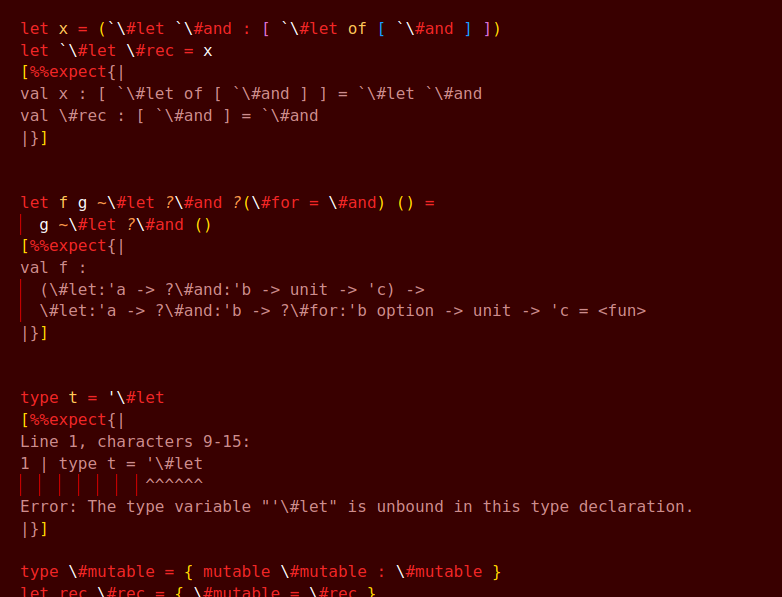 let x = (`\#let `\#and : [ `\#let of [ `\#and ] ])
let `\#let \#rec = x
[%%expect{|
val x : [ `\#let of [ `\#and ] ] = `\#let `\#and
val \#rec : [ `\#and ] = `\#and
|}]
let f g ~\#let ?\#and ?(\#for = \#and) () =
  g ~\#let ?\#and ()
[%%expect{|
val f :
  (\#let:'a -> ?\#and:'b -> unit -> 'c) ->
  \#let:'a -> ?\#and:'b -> ?\#for:'b option -> unit -> 'c = <fun>
|}]
type t = '\#let
[%%expect{|
Line 1, characters 9-15:
1 | type t = '\#let
             ^^^^^^
Error: The type variable "'\#let" is unbound in this type declaration.
|}]
type \#mutable = { mutable \#mutable : \#mutable }
let rec \#rec = { \#mutable = \#rec }